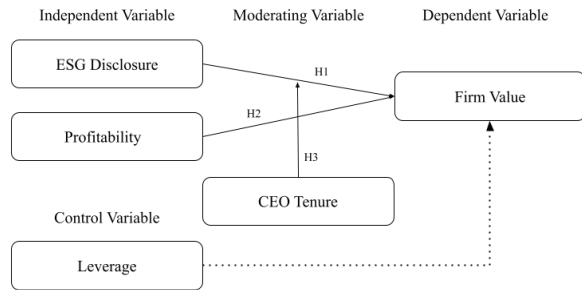 Independent Variable
Moderating Variable
Dependent Variable
ESG Disclosure
H1
Firm Value
H2
Profitability
H3
CEO Tenure
Control Variable
Leverage